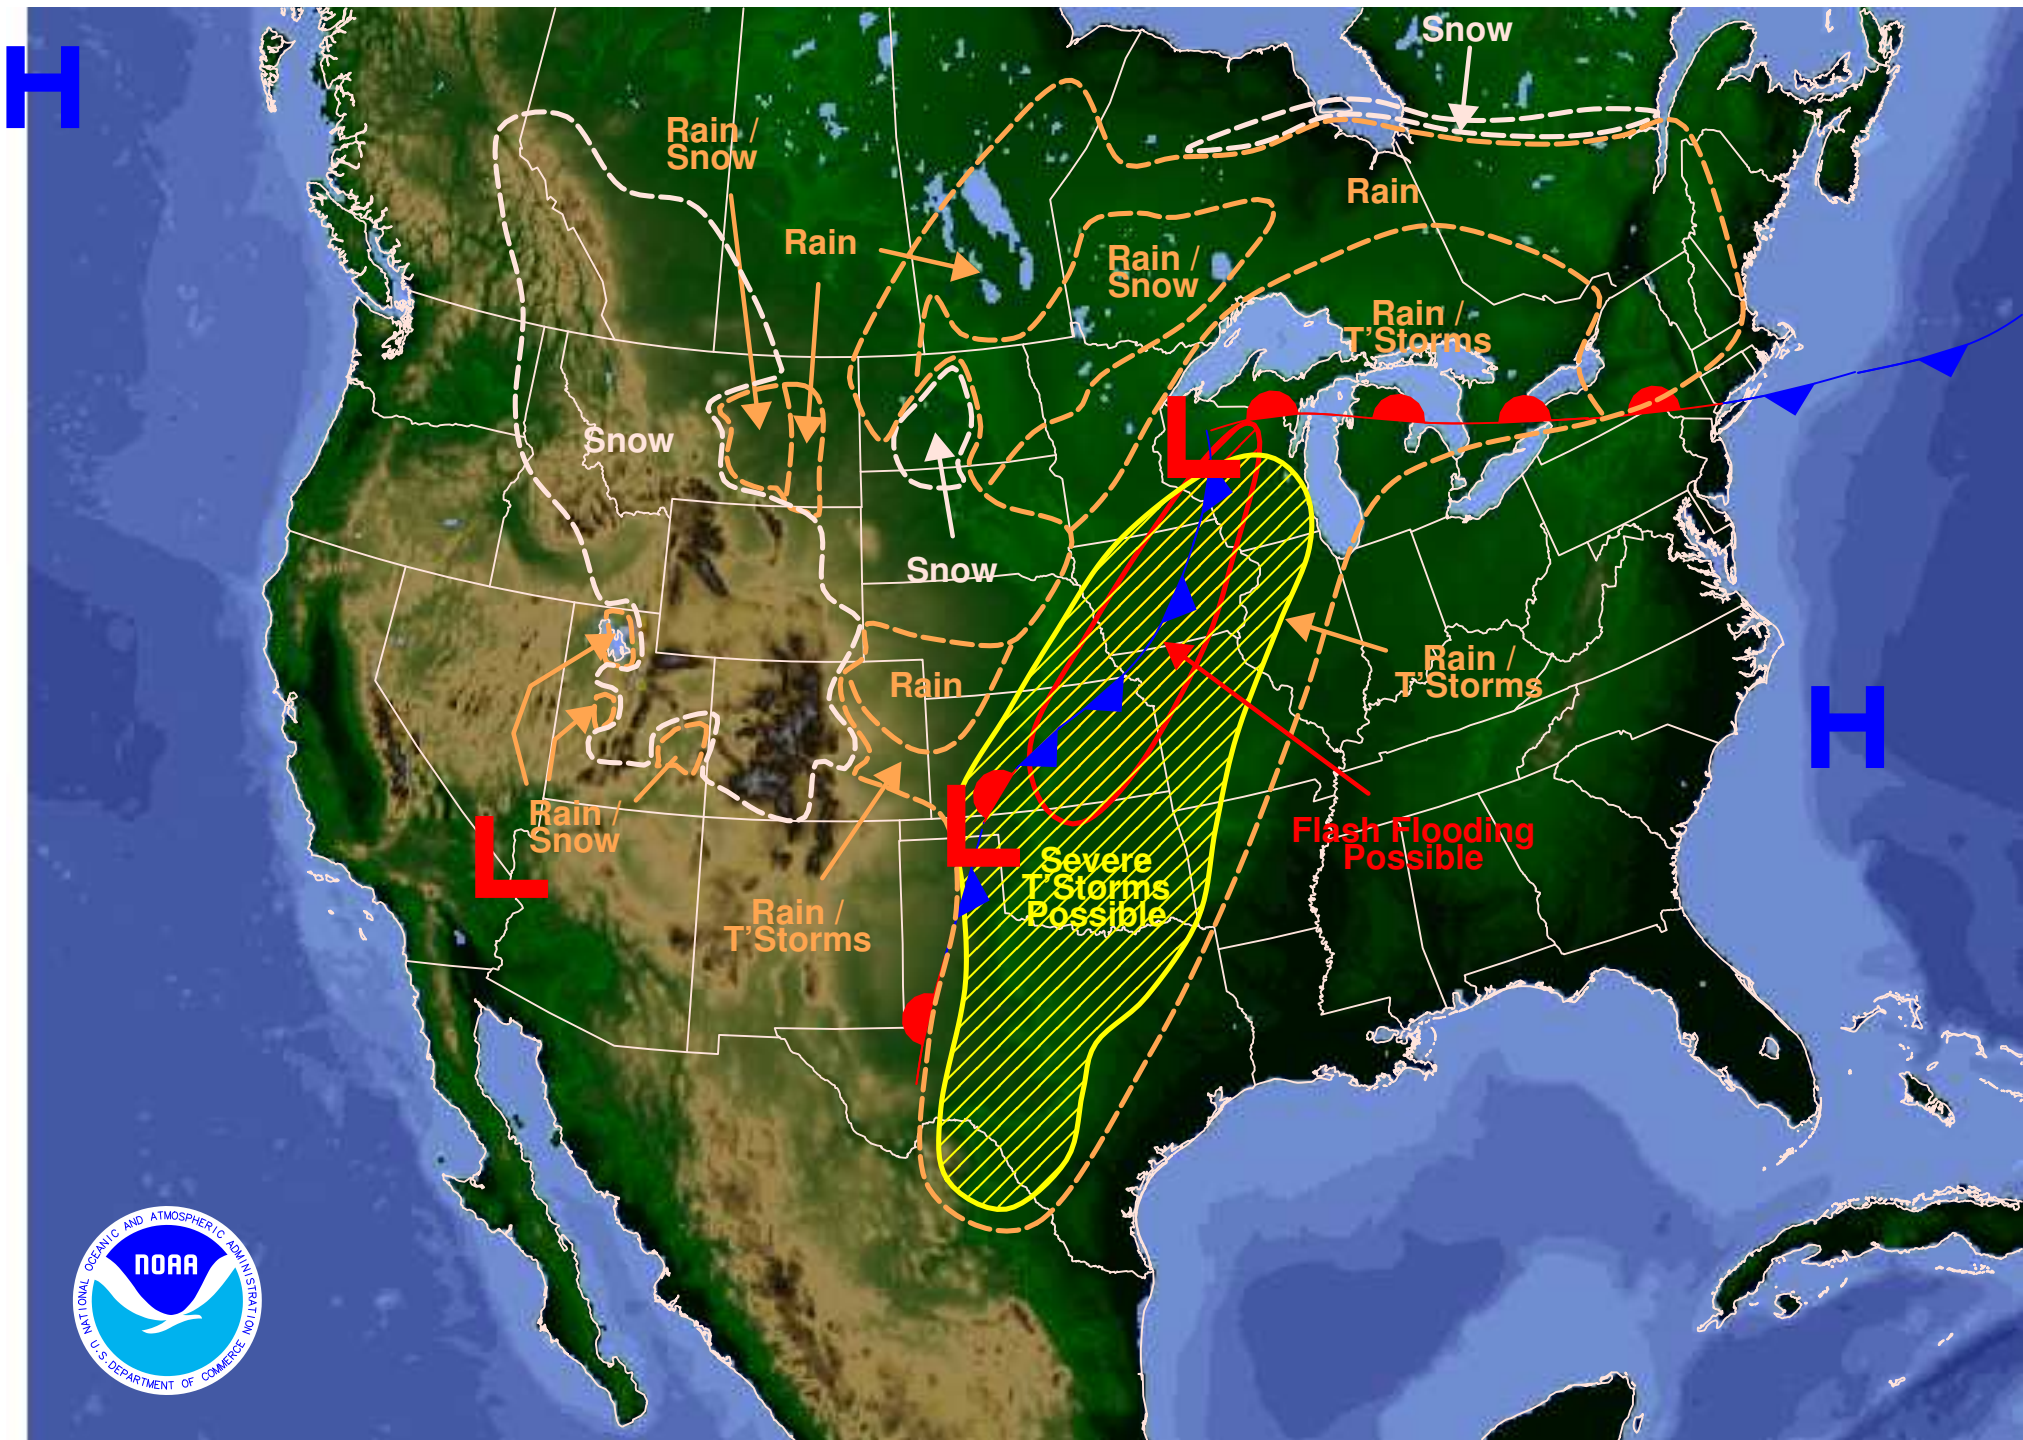 Snow
H
Rain /
Snow
Rain
Rain
Rain /
Snow
Rain /
T'Storms
L
Snow
Snow
Rain /
T'Storms
Rain
H
L
Rain /
Snow
L
Flash Flooding
Possible
Severe
T'Storms
Possible
Rain /
T'Storms
NATIONAL OCEANIC AND ATMOSPHERIC ADMINISTRATION
NOAA
U.S. DEPARTMENT OF COMMERCE